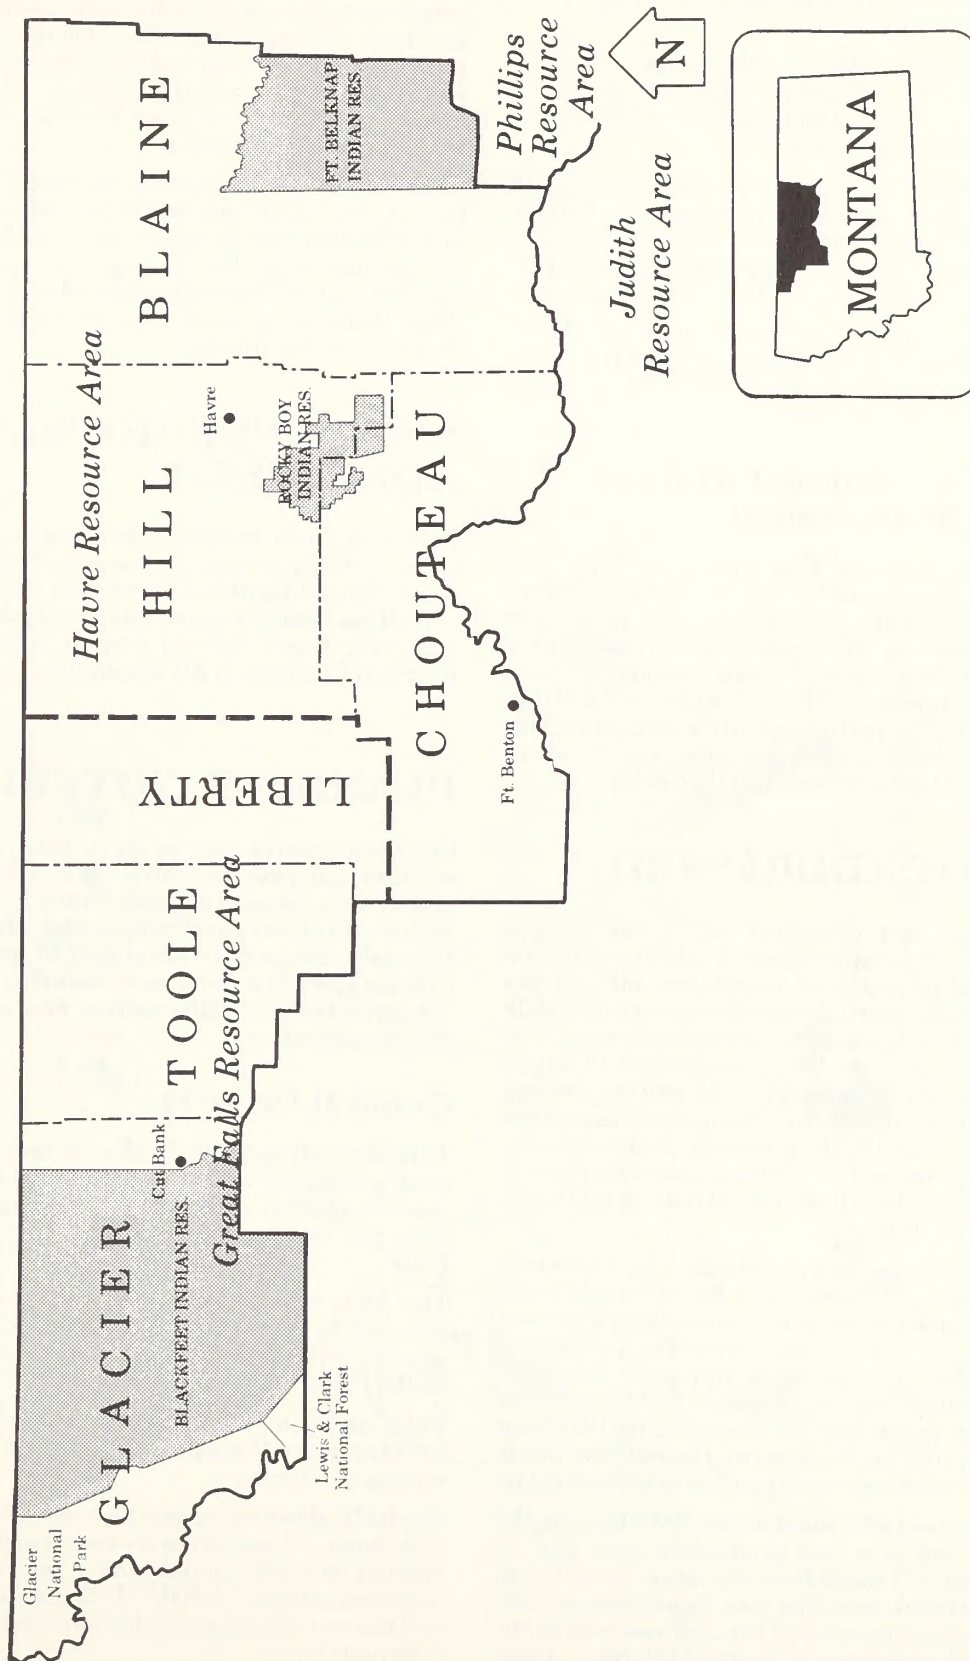 Glacier
National
Park
GLACIER
BLACKFEET INDIAN RES.
Cut Bank
Lewis & Clark
National Forest
TOOLE
Great Falls Resource Area
LIBERTY
Havre Resource Area
HILL
Havre
ROCKY BOY
INDIAN RES.
CHOUTEAU
Ft. Benton
BLAINE
FT. BELKNAP
INDIAN RES
Phillips
Resource
Area
Judith
Resource Area
N
MONTANA